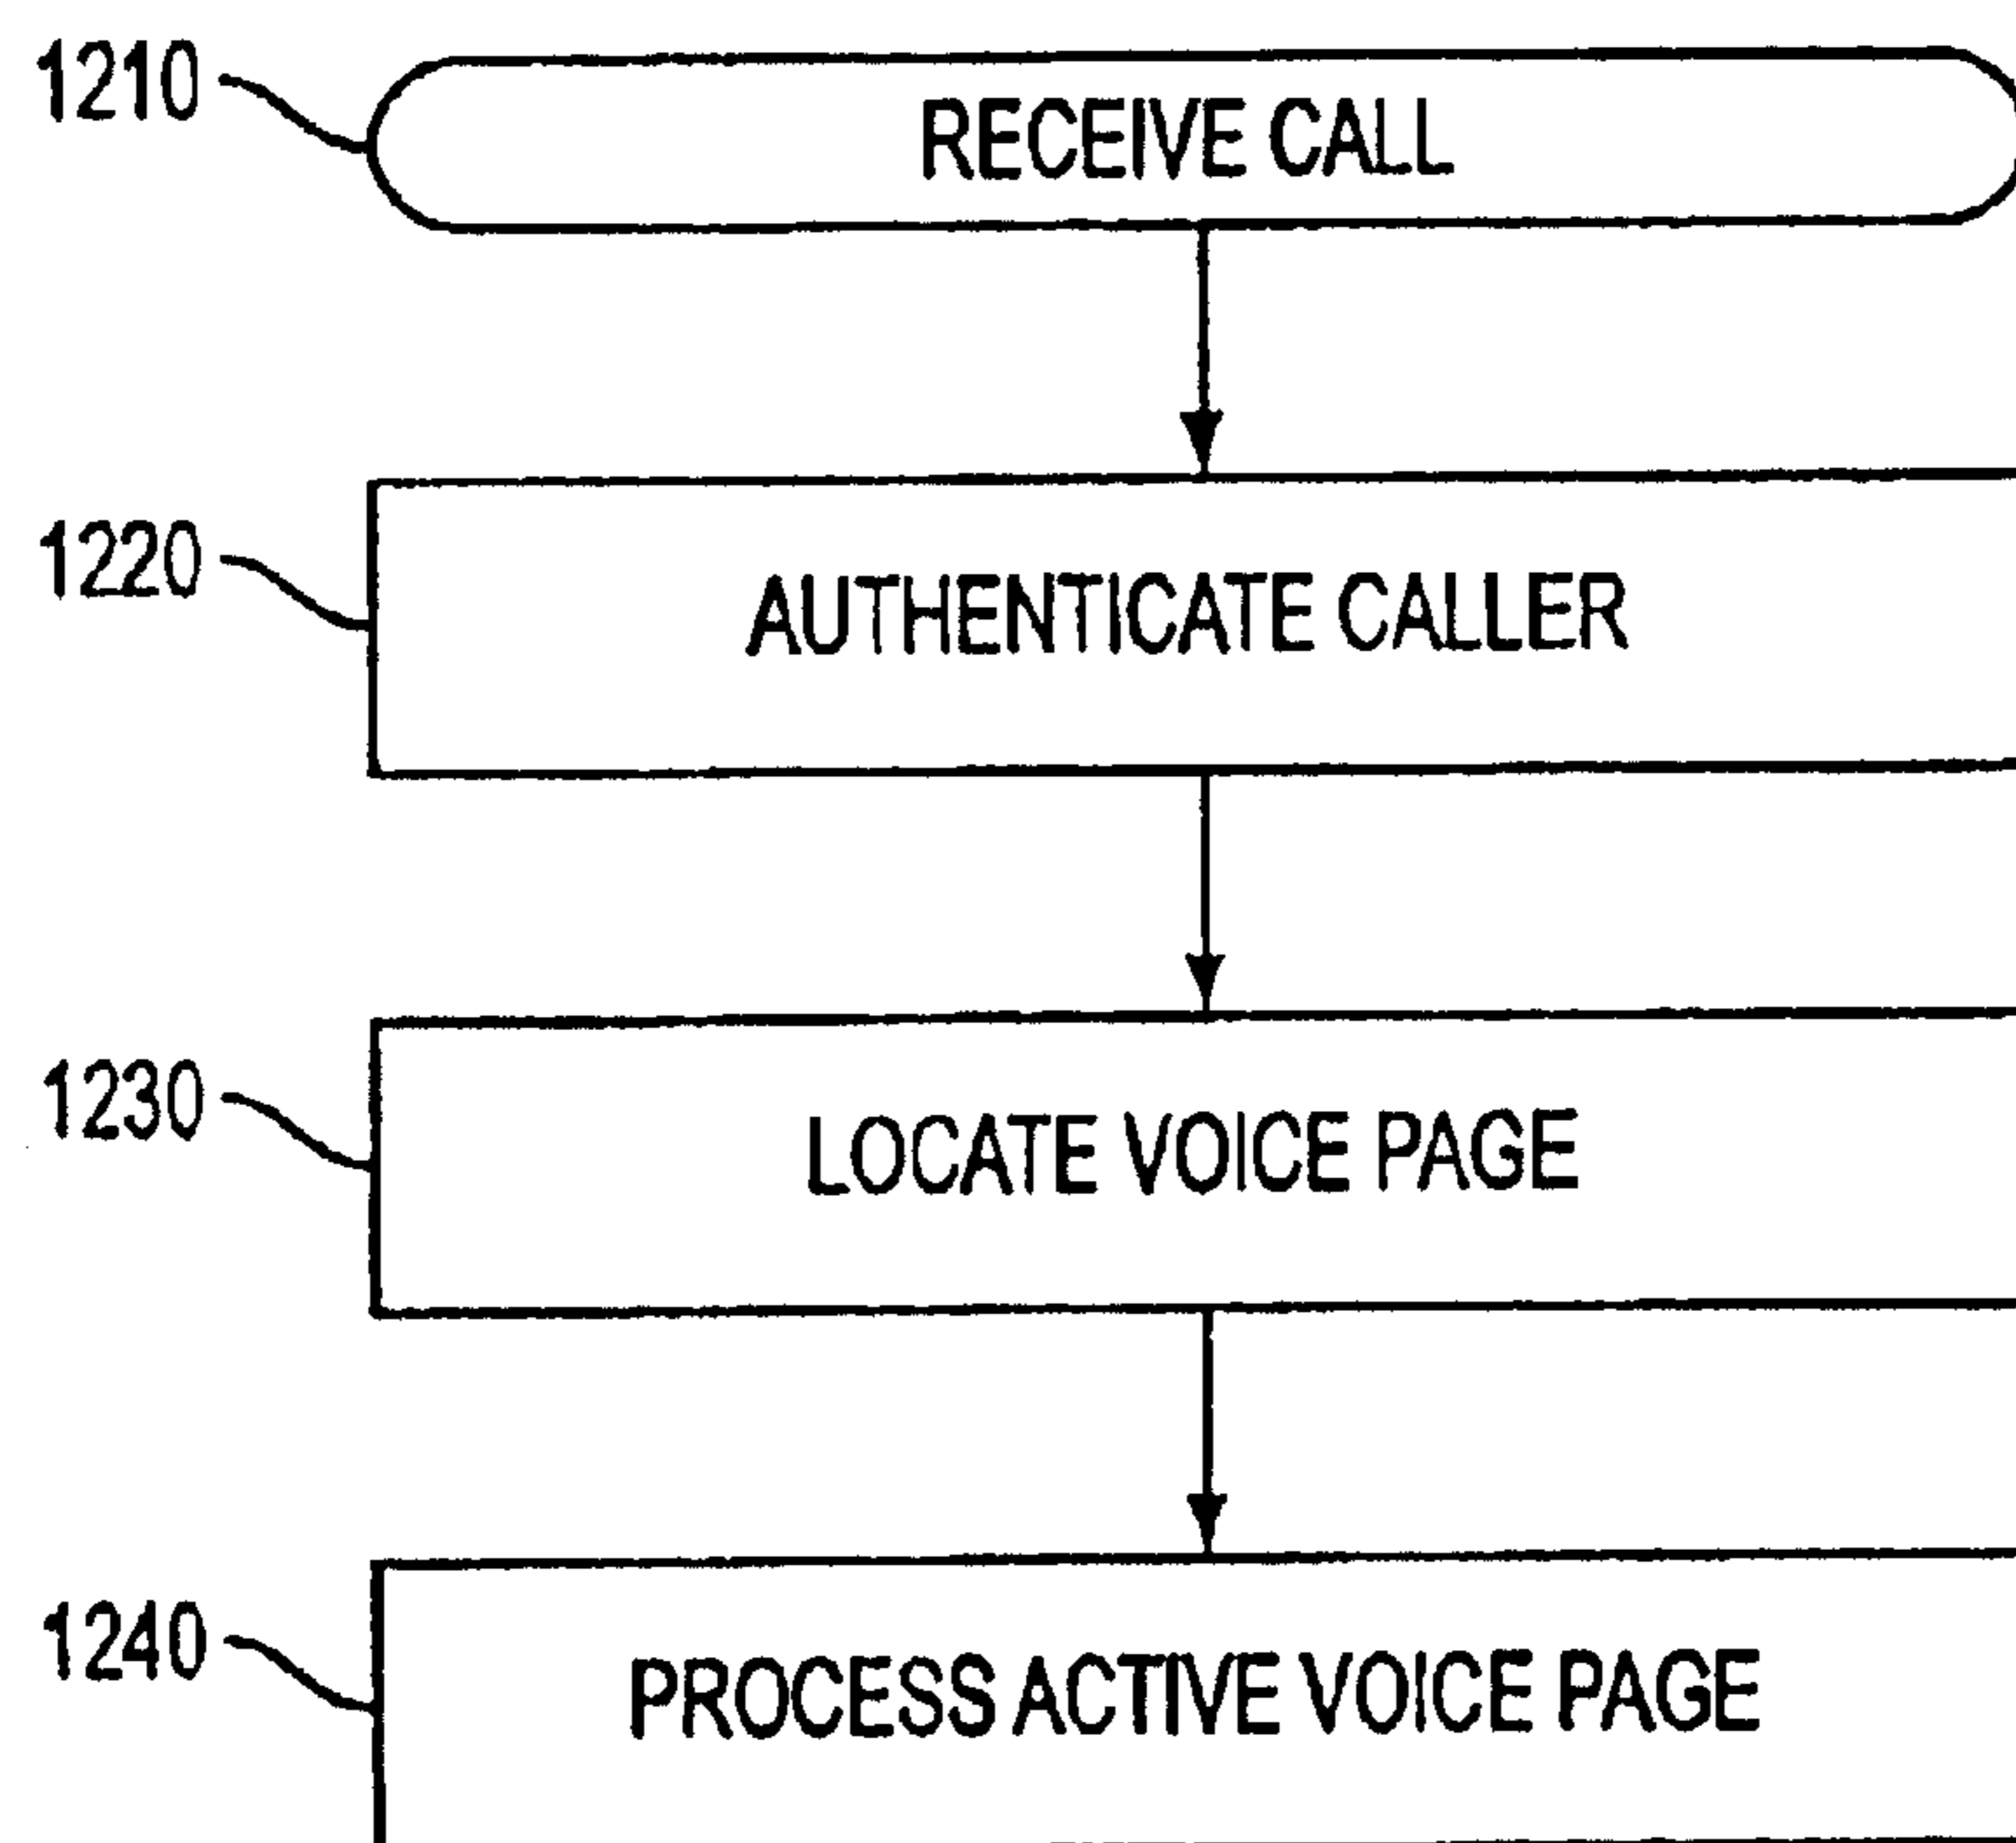 1210
RECEIVE CALL
1220
AUTHENTICATE CALLER
1230
LOCATE VOICE PAGE
1240
PROCESS ACTIVE VOICE PAGE